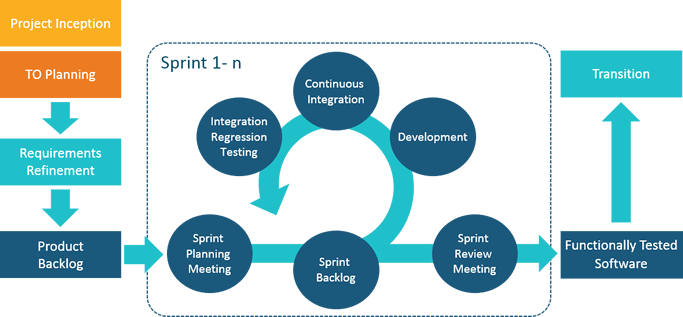 Project Inception
TO Planning
Requirements
Refinement
Product
Backlog
Sprint 1- n
Continuous
Integration
Integration
Regression
Testing
Development
Sprint
Planning
Meeting
Sprint
Backlog
Sprint
Review
Meeting
Transition
Functionally Tested
Software